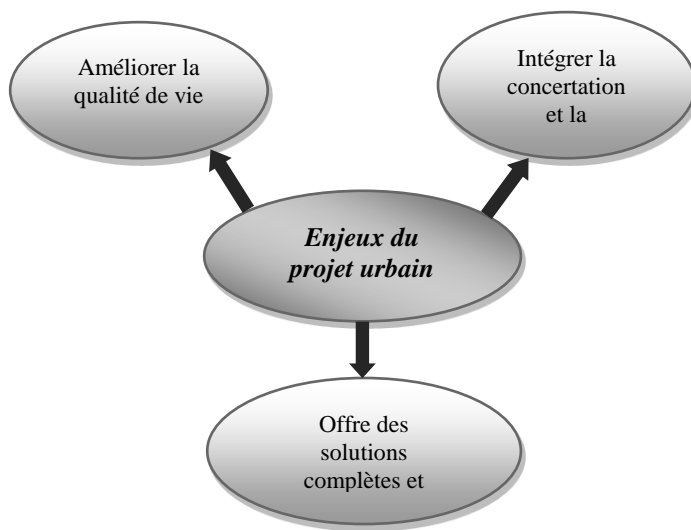 Améliorer la
qualité de vie
Intégrer la
concertation
et la
Enjeux du
projet urbain
Offre des
solutions
complètes et